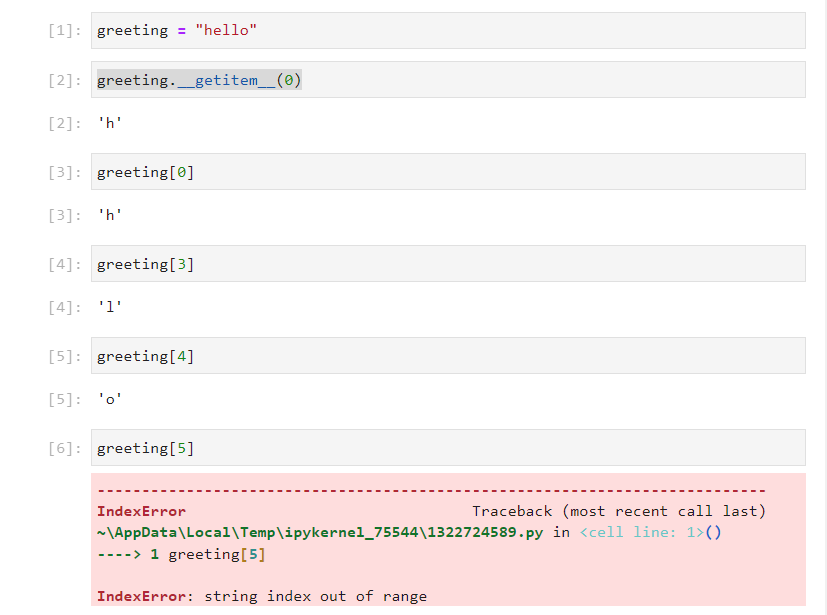 [1]: greeting = "hello"
[2]: greeting.__getitem__(0)
[2]: 'h'
[3]: greeting[0]
[3]: 'h'
[4]: greeting[3]
[4]: 'l'
[5]: greeting[4]
[5]: 'o'
[6]: greeting[5]
---------------------------------------------------------------------------
IndexError                                Traceback (most recent call last)
~\AppData\Local\Temp\ipykernel_75544\1322724589.py in <cell line: 1>()
----> 1 greeting[5]
IndexError: string index out of range